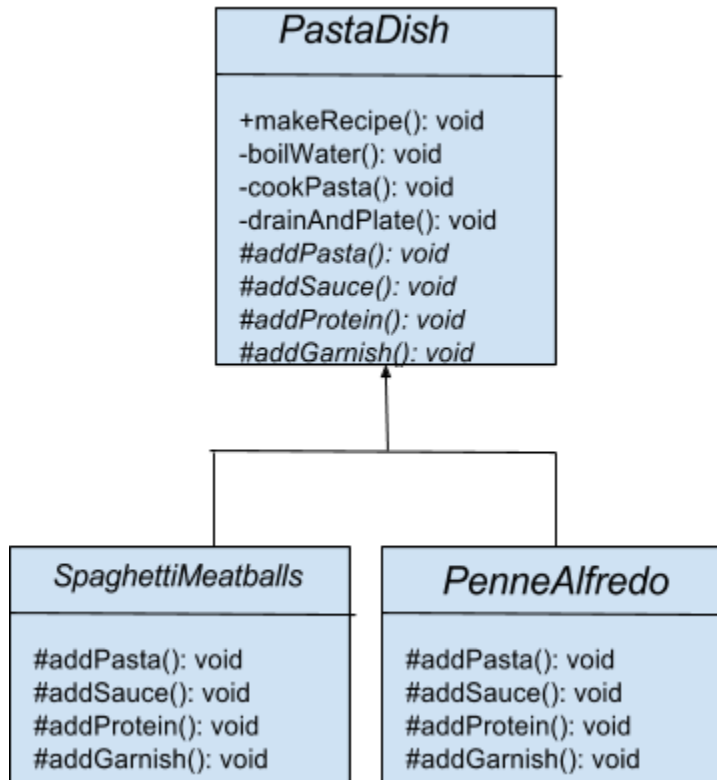 PastaDish
+makeRecipe(): void
-boilWater(): void
-cookPasta(): void
-drainAndPlate(): void
#addPasta(): void
#addSauce(): void
#addProtein(): void
#addGarnish(): void
SpaghettiMeatballs
#addPasta(): void
#addSauce(): void
#addProtein(): void
#addGarnish(): void
PenneAlfredo
#addPasta(): void
#addSauce(): void
#addProtein(): void
#addGarnish(): void